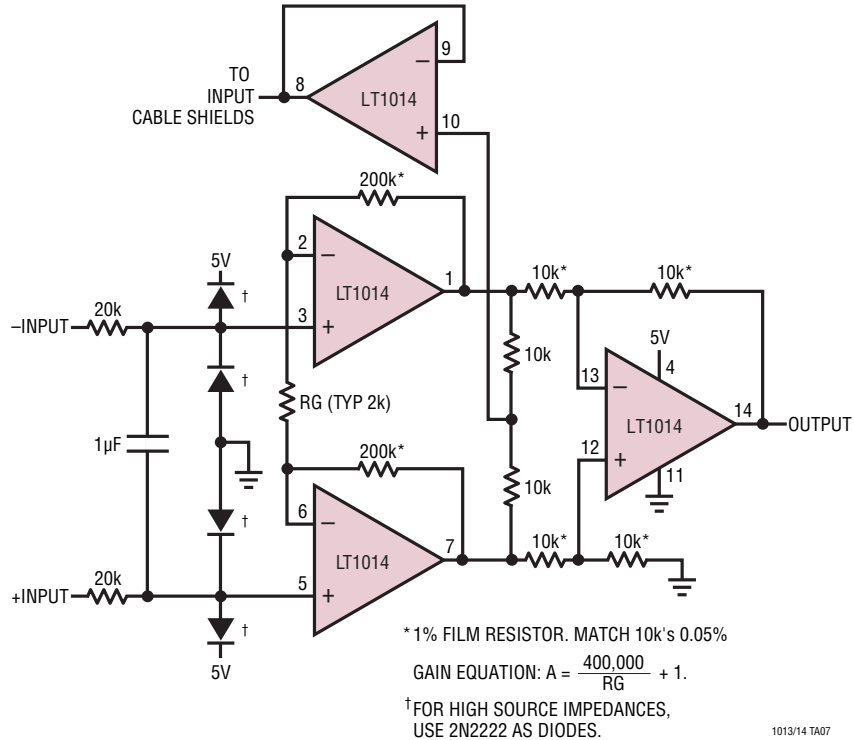 TO
INPUT
CABLE SHIELDS
8
9
–
LT1014
10
+
200k*
5V
†
2
–
1
LT1014
3
+
–INPUT
20k
†
10k*
10k*
10k
5V
4
13
–
LT1014
14
OUTPUT
12
+
11
RG (TYP 2k)
1µF
200k*
10k
†
6
–
7
LT1014
5
+
10k*
10k*
+INPUT
20k
†
5V
*1% FILM RESISTOR. MATCH 10k's 0.05%
GAIN EQUATION: A = 400,000 / RG + 1.
†FOR HIGH SOURCE IMPEDANCES,
USE 2N2222 AS DIODES.
1013/14 TA07